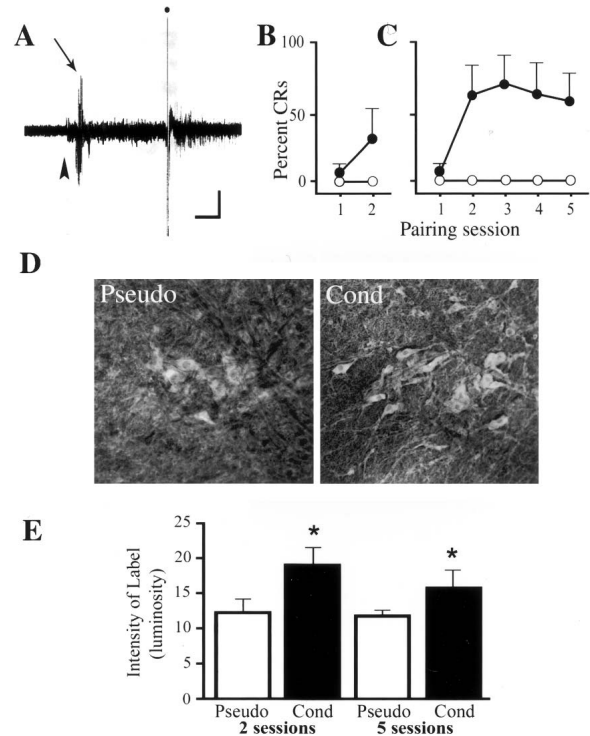 A
B
C
100
50
0
Percent CRs
1 2
1 2 3 4 5
Pairing session
D
Pseudo
Cond
E
25
20
15
10
5
0
Intensity of Label
(luminosity)
*
*
Pseudo Cond Pseudo Cond
2 sessions 5 sessions